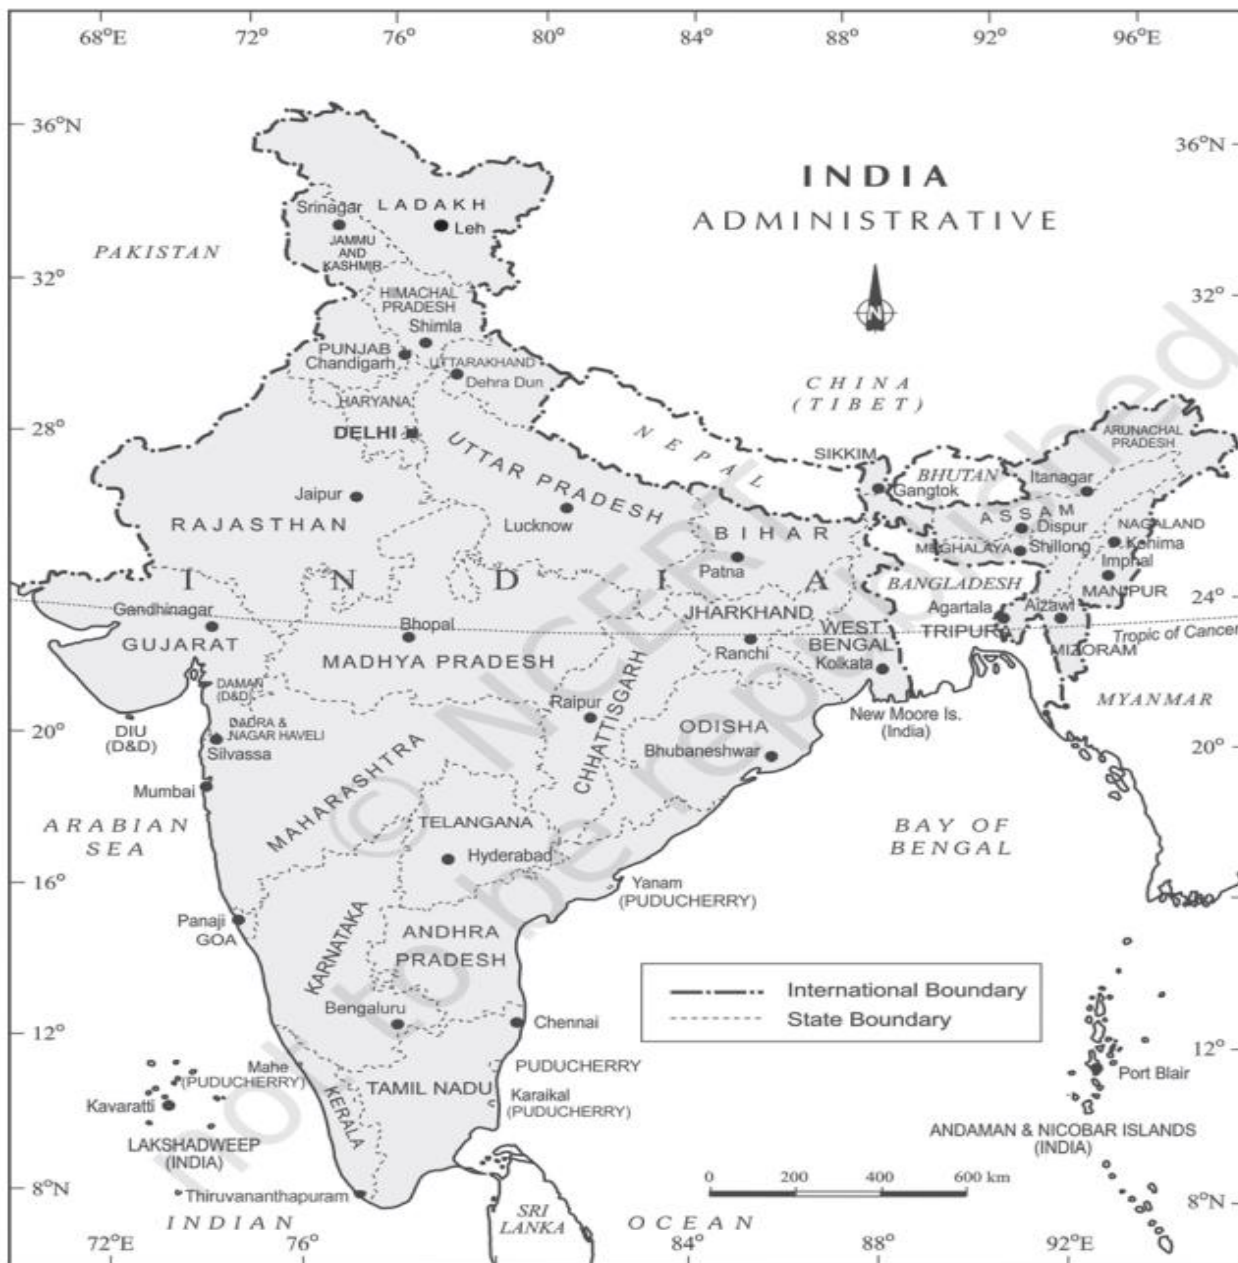 68°E 72° 76° 80° 84° 88° 92° 96°E
36°N
36°N
INDIA
ADMINISTRATIVE
Srinagar
LADAKH
Leh
JAMMU
AND
KASHMIR
PAKISTAN
32°
32°
N
HIMACHAL
PRADESH
Shimla
PUNJAB
Chandigarh
UTTARAKHAND
Dehra Dun
CHINA
(TIBET)
HARYANA
28°
28°
DELHI
NEPAL
UTTAR PRADESH
SIKKIM
Gangtok
BHUTAN
ARUNACHAL
PRADESH
Itanagar
Jaipur
RAJASTHAN
Lucknow
BIHAR
Patna
ASSAM
Dispur
NAGALAND
Kohima
MEGHALAYA
Shillong
Imphal
MANIPUR
INDIA
BANGLADESH
24°
Gandhinagar
GUJARAT
Bhopal
MADHYA PRADESH
JHARKHAND
Ranchi
WEST
BENGAL
Kolkata
Agartala
TRIPURA
Aizawl
MIZORAM
Tropic of Cancer
MYANMAR
DAMAN
(D&D)
DIU
(D&D)
DADRA &
NAGAR HAVELI
Silvassa
20°
20°
Raipur
CHHATTISGARH
ODISHA
Bhubaneshwar
New Moore Is.
(India)
Mumbai
MAHARASHTRA
ARABIAN
SEA
TELANGANA
Hyderabad
BAY OF
BENGAL
16°
Yanam
(PUDUCHERRY)
Panaji
GOA
KARNATAKA
ANDHRA
PRADESH
International Boundary
State Boundary
Bengaluru
Chennai
12°
12°
Mahe
(PUDUCHERRY)
PUDUCHERRY
TAMIL NADU
Karaikal
(PUDUCHERRY)
KERALA
Kavaratti
LAKSHADWEEP
(INDIA)
Port Blair
ANDAMAN & NICOBAR ISLANDS
(INDIA)
0 200 400 600 km
8°N
8°N
Thiruvananthapuram
INDIAN OCEAN
SRI
LANKA
72° 76° 84° 88° 92°E
© NCERT
not to be republished